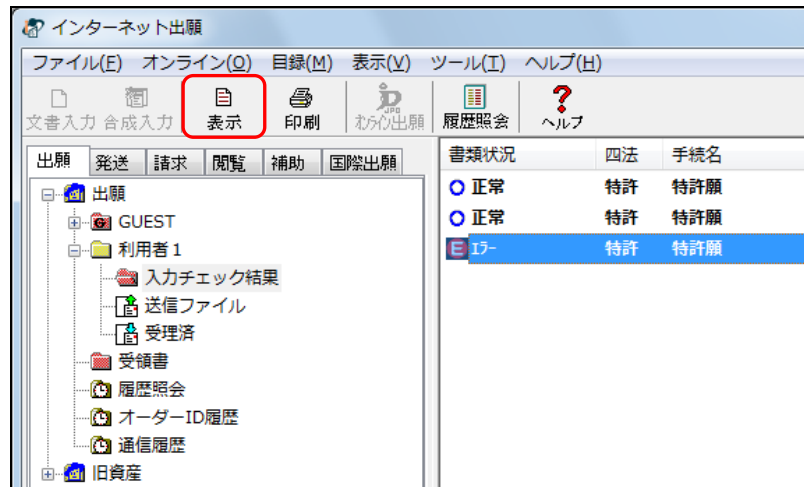 インターネット出願
ファイル(F) オンライン(O) 目録(M) 表示(V) ツール(T) ヘルプ(H)
文書入力 合成入力 表示 印刷 オンライン出願 履歴照会 ヘルプ
出願 発送 請求 閲覧 補助 国際出願
書類状況 四法 手続名
出願
GUEST
利用者1
入力チェック結果
送信ファイル
受理済
受領書
履歴照会
オーダーID履歴
通信履歴
旧資産
正常 特許 特許願
正常 特許 特許願
E ｴﾗｰ 特許 特許願